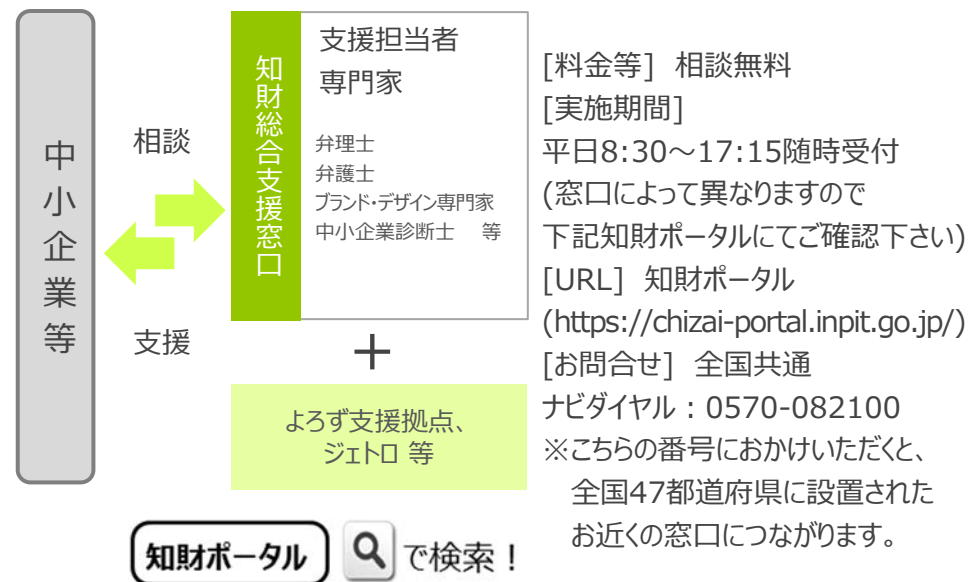 中小企業等
相談
支援
知財総合支援窓口
支援担当者
専門家
弁理士
弁護士
ブランド・デザイン専門家
中小企業診断士 等
＋
よろず支援拠点、
ジェトロ 等
[料金等] 相談無料
[実施期間]
平日8:30～17:15随時受付
(窓口によって異なりますので
下記知財ポータルにてご確認下さい)
[URL] 知財ポータル
(https://chizai-portal.inpit.go.jp/)
[お問合せ] 全国共通
ナビダイヤル：0570-082100
※こちらの番号におかけいただくと、
全国47都道府県に設置された
お近くの窓口につながります。
知財ポータル で検索！